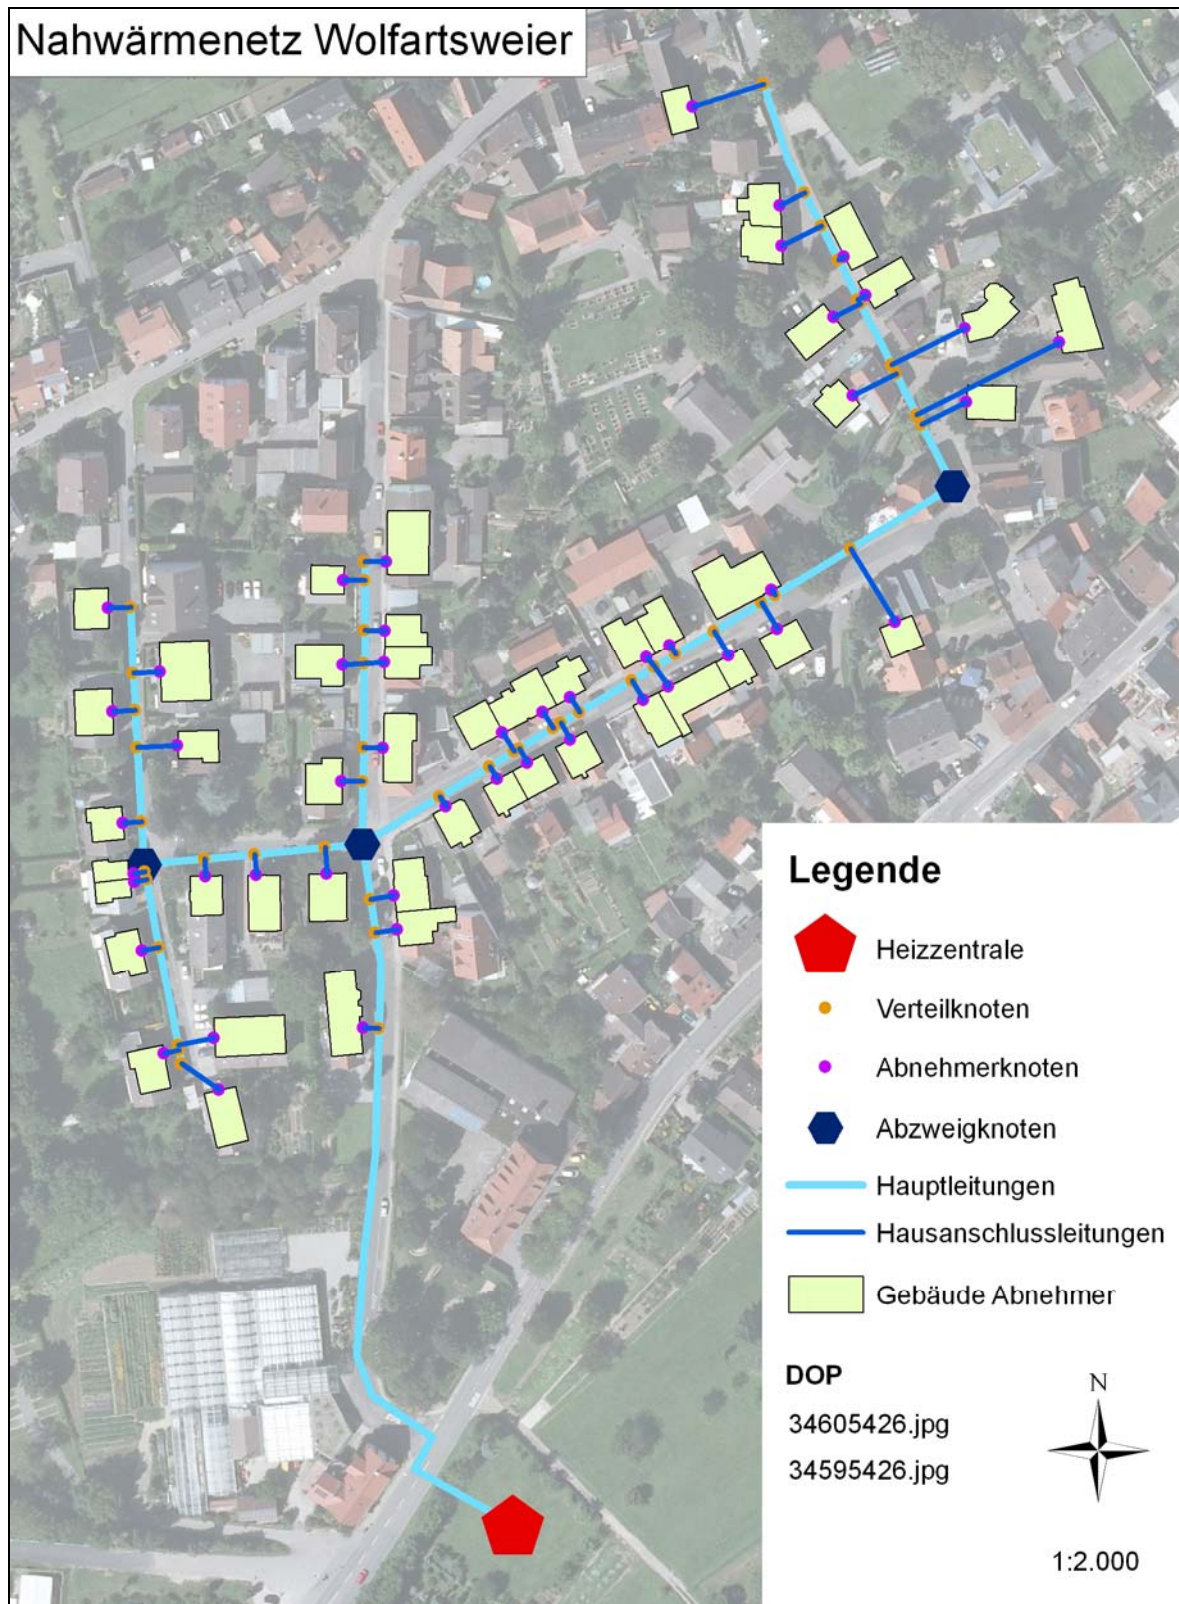 Nahwärmenetz Wolfartsweier
Legende
Heizzentrale
Verteilknoten
Abnehmerknoten
Abzweigknoten
Hauptleitungen
Hausanschlussleitungen
Gebäude Abnehmer
DOP
34605426.jpg
34595426.jpg
N
1:2.000